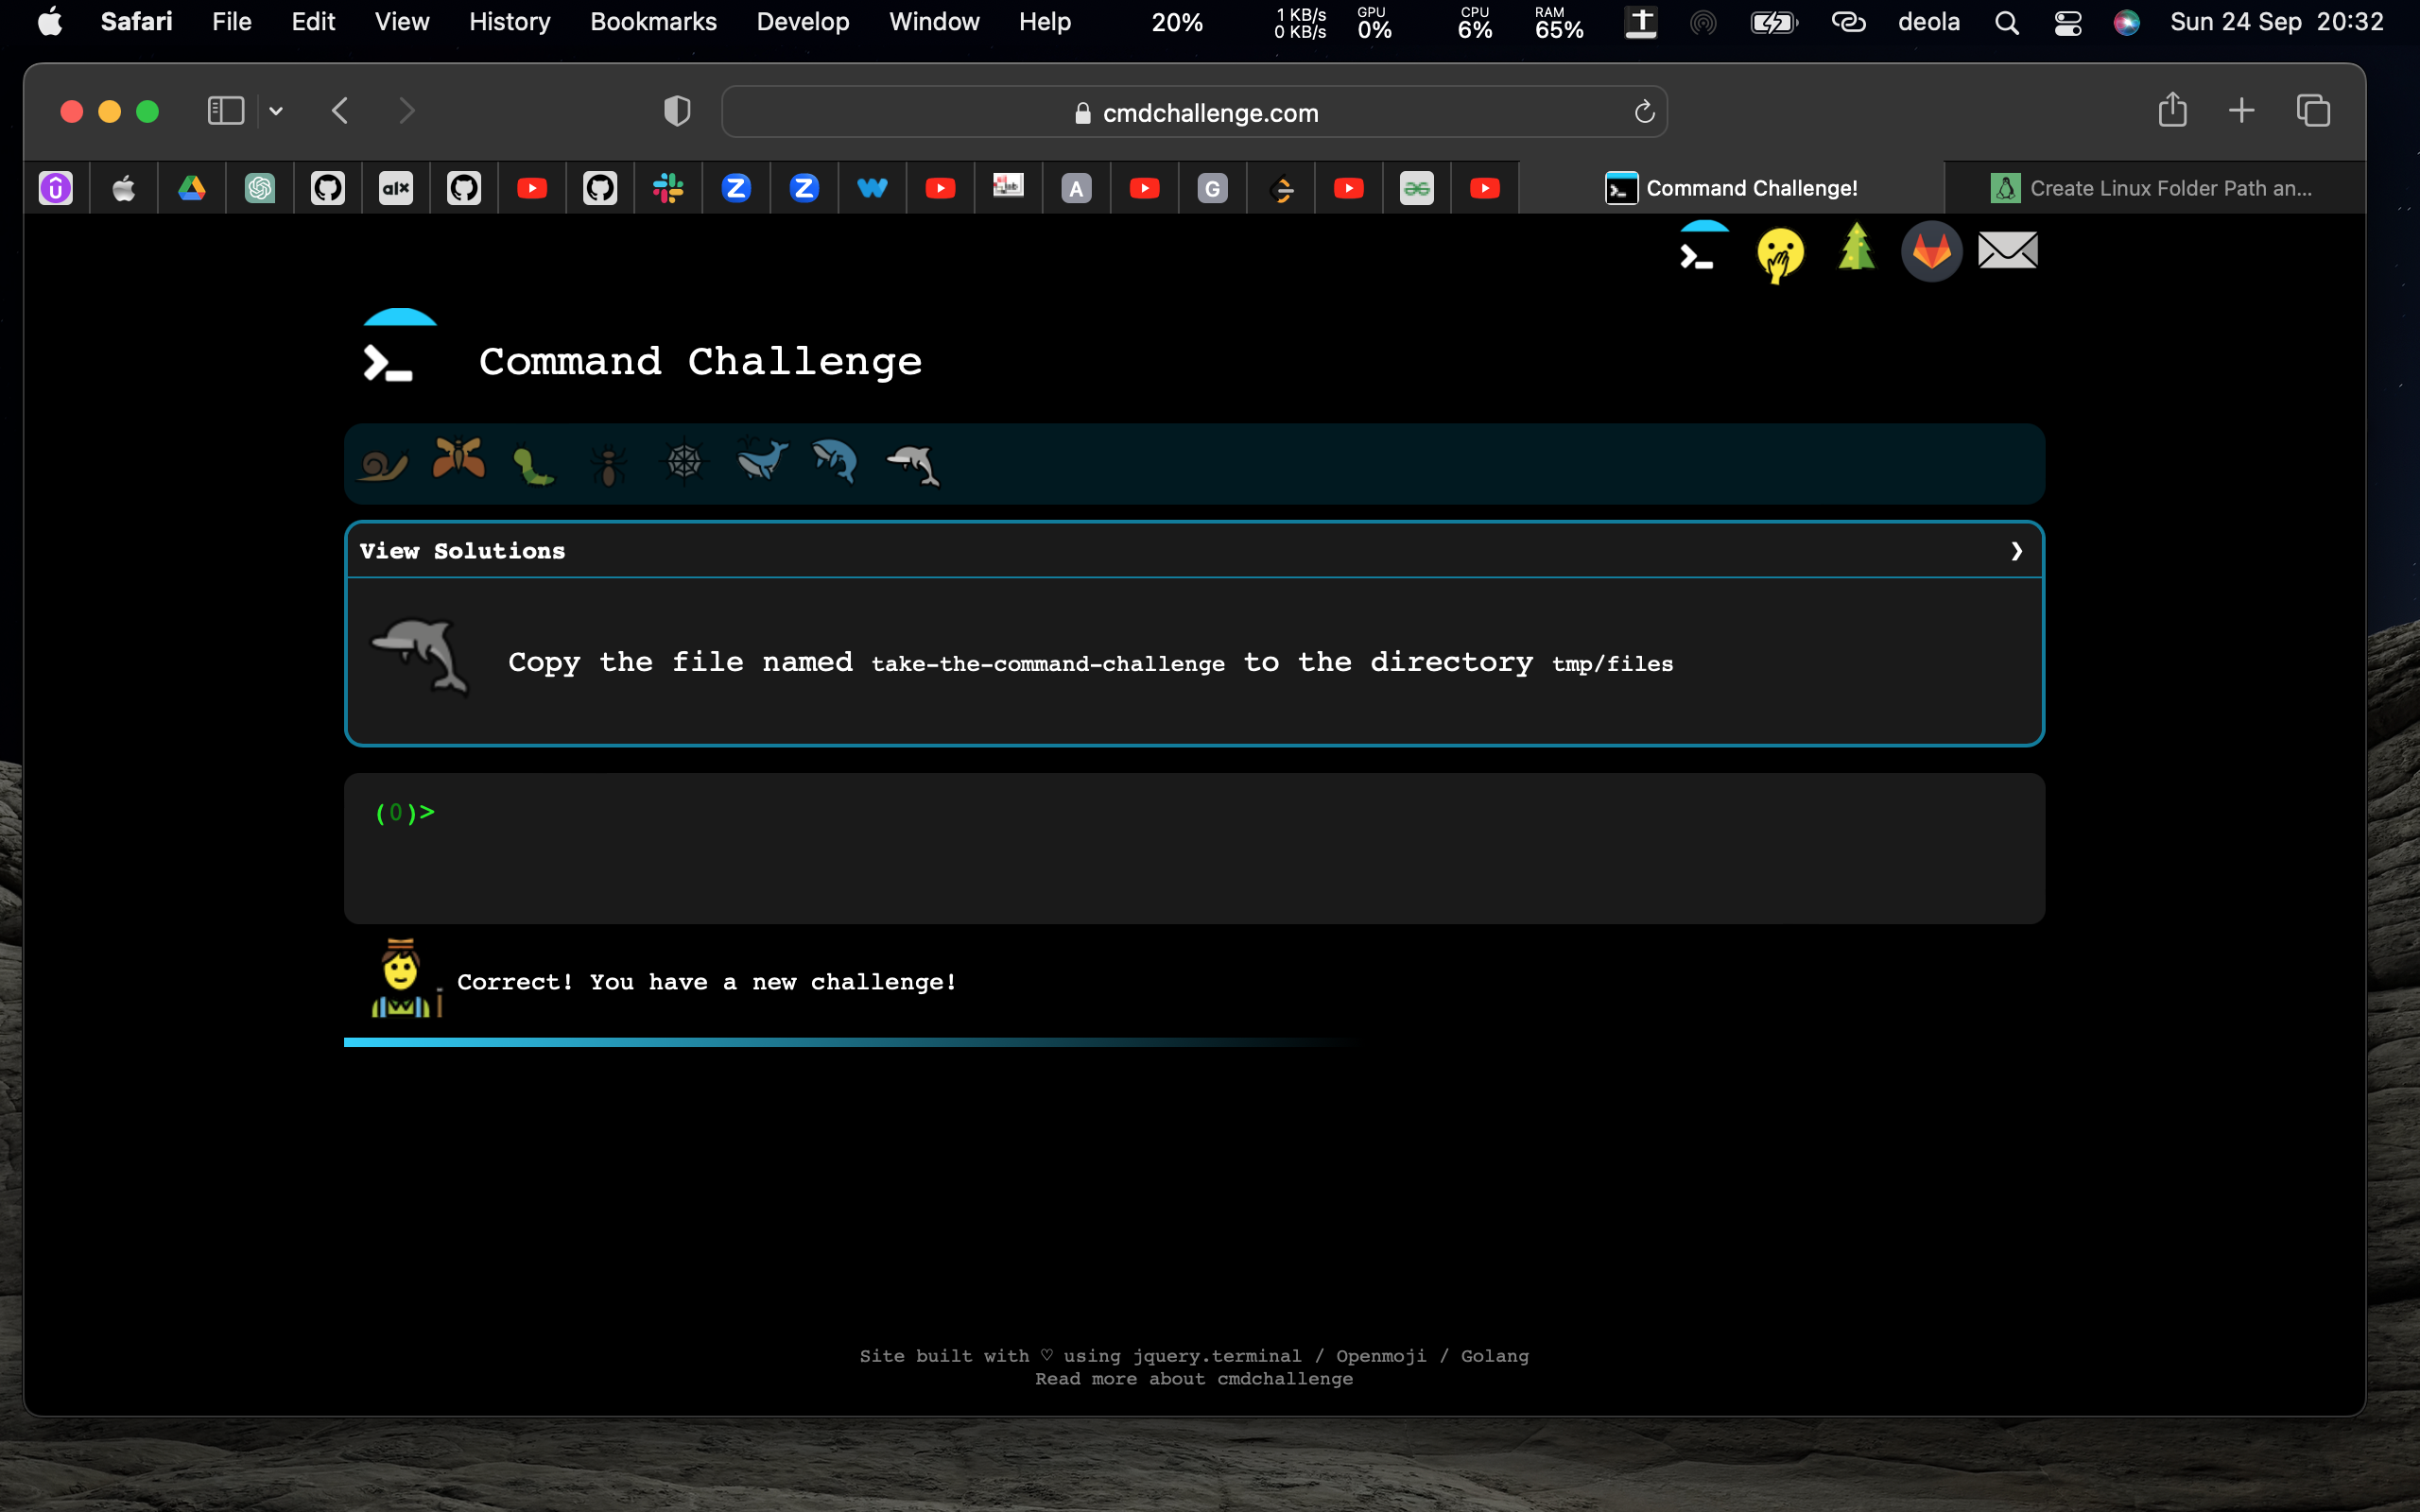 Safari File Edit View History Bookmarks Develop Window Help 20% 1 KB/s 0 KB/s GPU 0% CPU 6% RAM 65% deola Sun 24 Sep 20:32
cmdchallenge.com
alx A G Command Challenge! Create Linux Folder Path an...
Command Challenge
View Solutions ❯
Copy the file named take-the-command-challenge to the directory tmp/files
(0)>
Correct! You have a new challenge!
Site built with ♡ using jquery.terminal / Openmoji / Golang
Read more about cmdchallenge